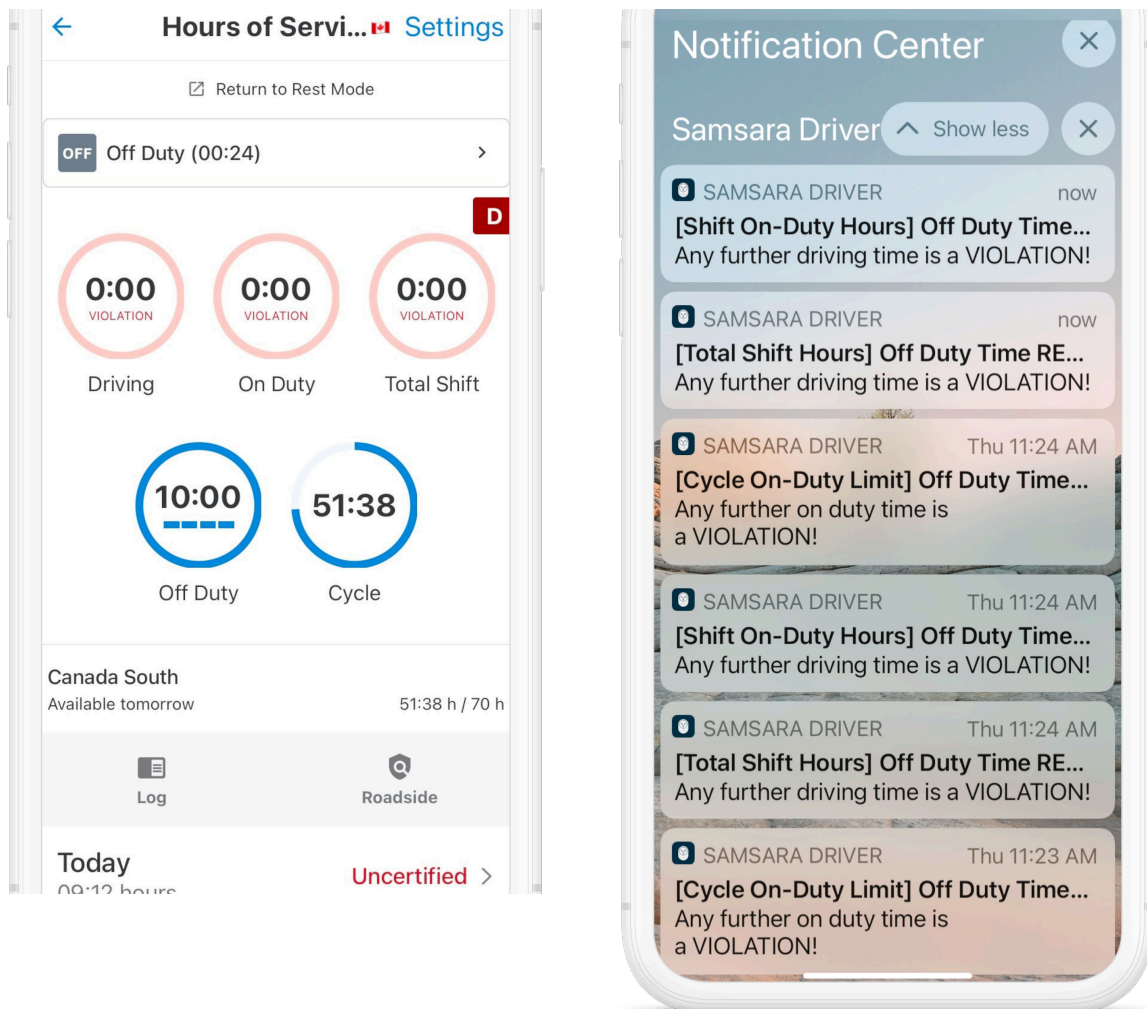 Hours of Servi... Settings
Return to Rest Mode
OFF Off Duty (00:24)
D
0:00 0:00 0:00
VIOLATION VIOLATION VIOLATION
Driving On Duty Total Shift
10:00 51:38
Off Duty Cycle
Canada South
Available tomorrow 51:38 h / 70 h
Log Roadside
Today
Uncertified
09:12 hours
Notification Center
Samsara Driver Show less
SAMSARA DRIVER now
[Shift On-Duty Hours] Off Duty Time...
Any further driving time is a VIOLATION!
SAMSARA DRIVER now
[Total Shift Hours] Off Duty Time RE...
Any further driving time is a VIOLATION!
SAMSARA DRIVER Thu 11:24 AM
[Cycle On-Duty Limit] Off Duty Time...
Any further on duty time is
a VIOLATION!
SAMSARA DRIVER Thu 11:24 AM
[Shift On-Duty Hours] Off Duty Time...
Any further driving time is a VIOLATION!
SAMSARA DRIVER Thu 11:24 AM
[Total Shift Hours] Off Duty Time RE...
Any further driving time is a VIOLATION!
SAMSARA DRIVER Thu 11:23 AM
[Cycle On-Duty Limit] Off Duty Time...
Any further on duty time is
a VIOLATION!